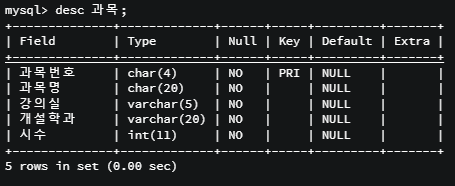 mysql> desc 과목;
+--------------+-------------+------+-----+---------+-------+
| Field        | Type        | Null | Key | Default | Extra |
+--------------+-------------+------+-----+---------+-------+
| 과목번호 | char(4) | NO | PRI | NULL | |
| 과목명 | char(20) | NO | | NULL | |
| 강의실 | varchar(5) | NO | | NULL | |
| 개설학과 | varchar(20) | NO | | NULL | |
| 시수 | int(11) | NO | | NULL | |
+--------------+-------------+------+-----+---------+-------+
5 rows in set (0.00 sec)